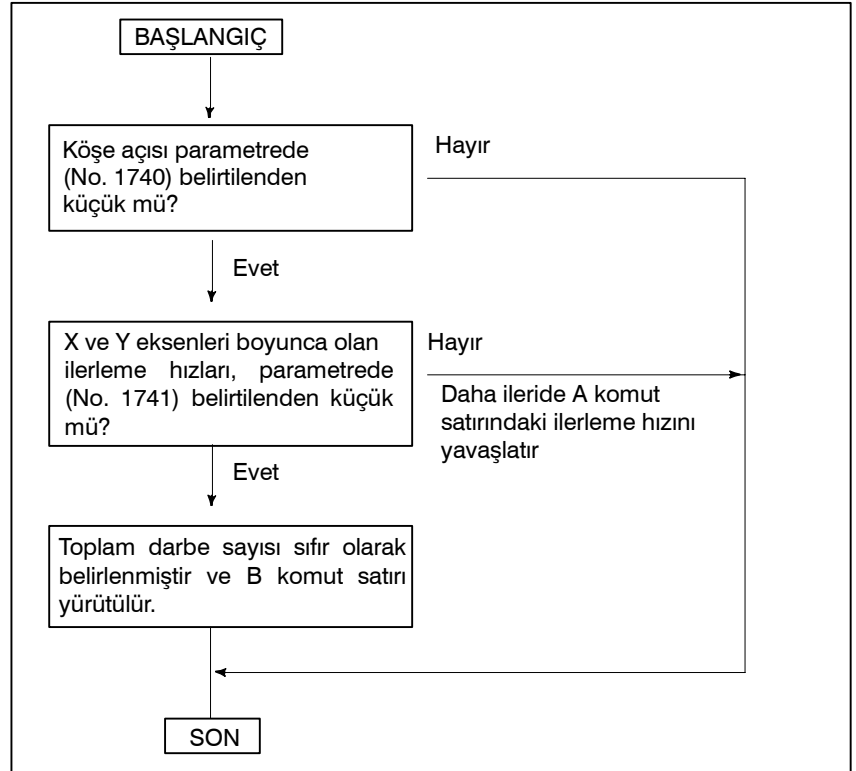 BAŞLANGIÇ
Köşe açısı parametrede
(No. 1740) belirtilenden
küçük mü?
Hayır
Evet
X ve Y eksenleri boyunca olan
ilerleme hızları, parametrede
(No. 1741) belirtilenden küçük
mü?
Hayır
Daha ileride A komut
satırındaki ilerleme hızını
yavaşlatır
Evet
Toplam darbe sayısı sıfır olarak
belirlenmiştir ve B komut satırı
yürütülür.
SON